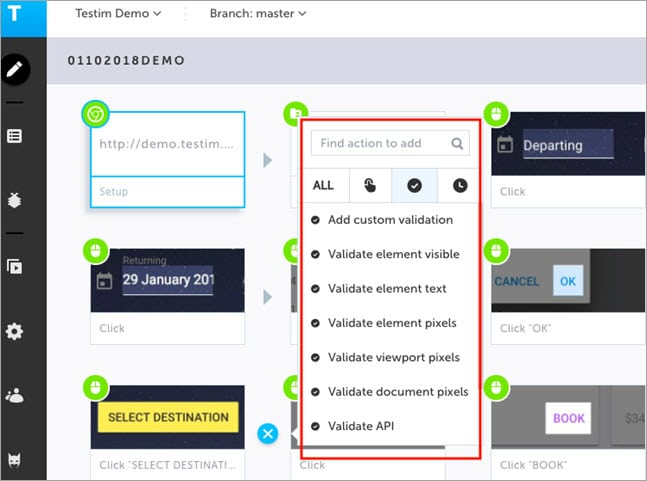 T
Testim Demo
Branch: master
01102018DEMO
http://demo.testim....
Setup
Find action to add
ALL
Add custom validation
Validate element visible
Validate element text
Validate element pixels
Validate viewport pixels
Validate document pixels
Validate API
Departing
Click
Returning
29 January 201
Click
CANCEL
OK
Click "OK"
SELECT DESTINATION
Click "SELECT DESTINATI...
Click
BOOK
$34
Click "BOOK"